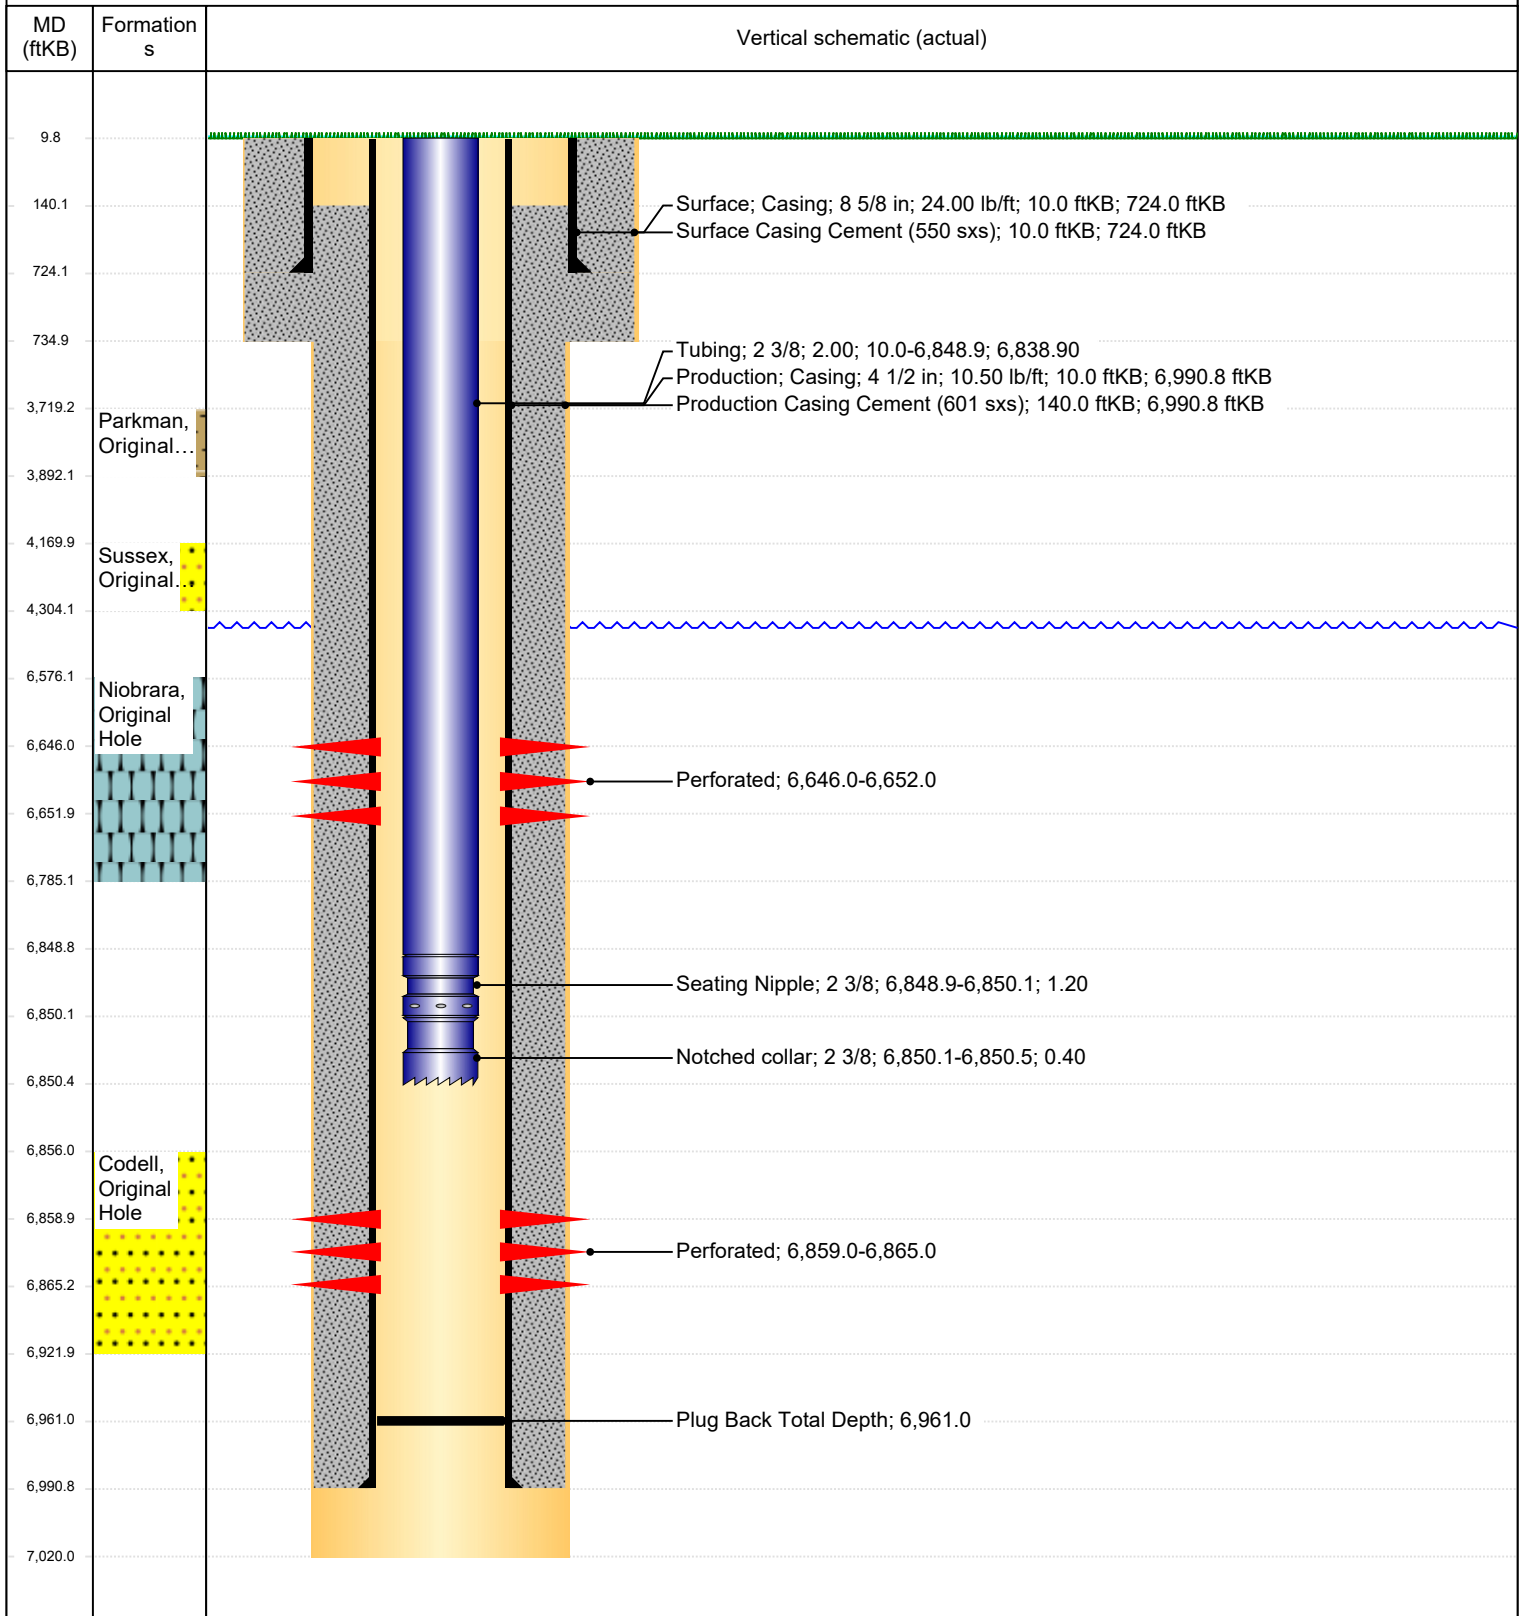 MD
(ftKB)
Formation
s
Vertical schematic (actual)
9.8
140.1
Surface; Casing; 8 5/8 in; 24.00 lb/ft; 10.0 ftKB; 724.0 ftKB
Surface Casing Cement (550 sxs); 10.0 ftKB; 724.0 ftKB
724.1
734.9
Tubing; 2 3/8; 2.00; 10.0-6,848.9; 6,838.90
Production; Casing; 4 1/2 in; 10.50 lb/ft; 10.0 ftKB; 6,990.8 ftKB
Production Casing Cement (601 sxs); 140.0 ftKB; 6,990.8 ftKB
3,719.2
Parkman,
Original…
3,892.1
4,169.9
Sussex,
Original…
4,304.1
6,576.1
Niobrara,
Original
Hole
6,646.0
Perforated; 6,646.0-6,652.0
6,651.9
6,785.1
6,848.8
Seating Nipple; 2 3/8; 6,848.9-6,850.1; 1.20
6,850.1
Notched collar; 2 3/8; 6,850.1-6,850.5; 0.40
6,850.4
6,856.0
Codell,
Original
Hole
6,858.9
Perforated; 6,859.0-6,865.0
6,865.2
6,921.9
6,961.0
Plug Back Total Depth; 6,961.0
6,990.8
7,020.0